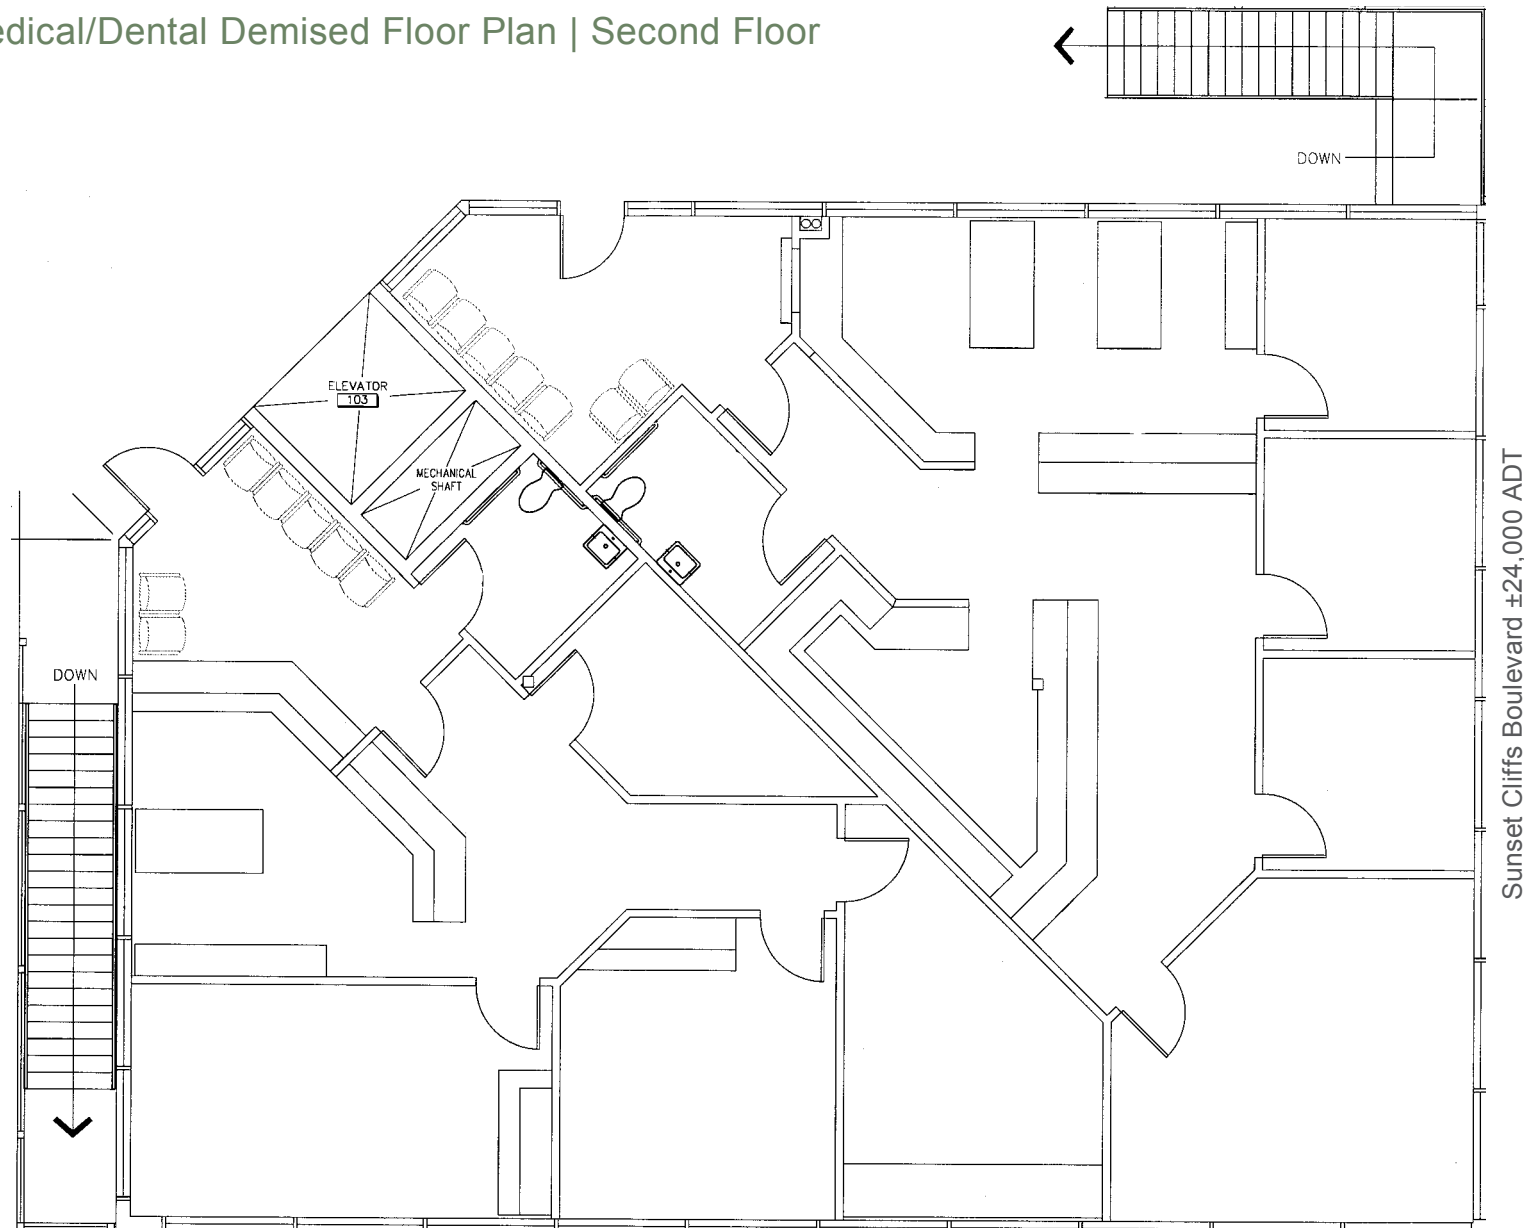 edical/Dental Demised Floor Plan | Second Floor
DOWN
ELEVATOR
103
MECHANICAL
SHAFT
DOWN
Sunset Cliffs Boulevard ±24,000 ADT